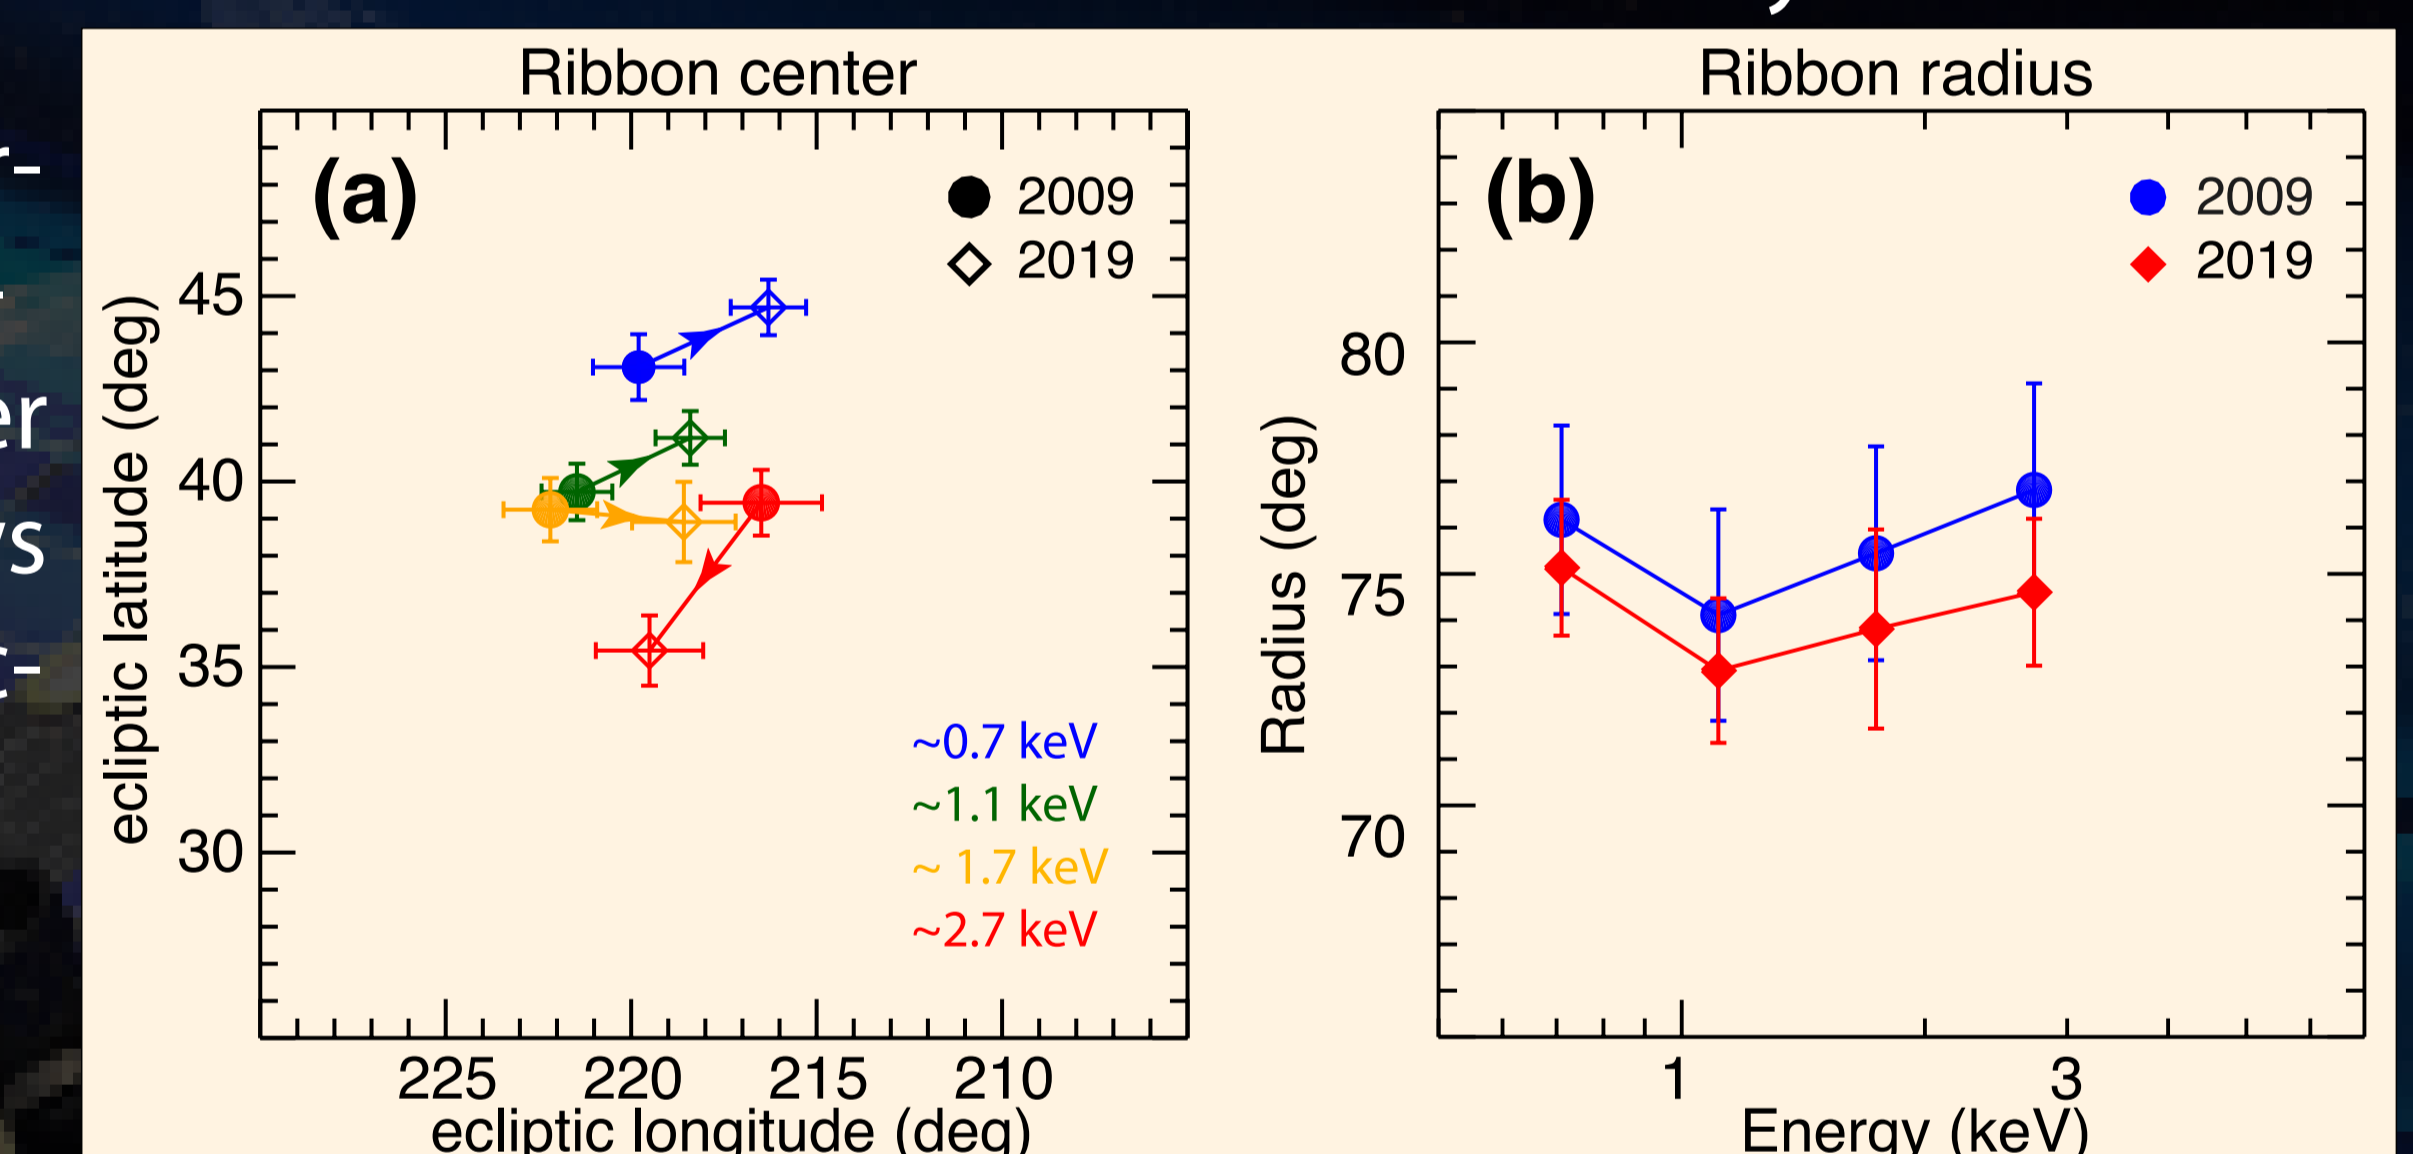 r-
er
ys
c-
Ribbon center
(a)
2009
2019
45
40
35
30
ecliptic latitude (deg)
~0.7 keV
~1.1 keV
~ 1.7 keV
~2.7 keV
225 220 215 210
ecliptic longitude (deg)
Ribbon radius
(b)
2009
2019
80
75
70
Radius (deg)
1 3
Energy (keV)